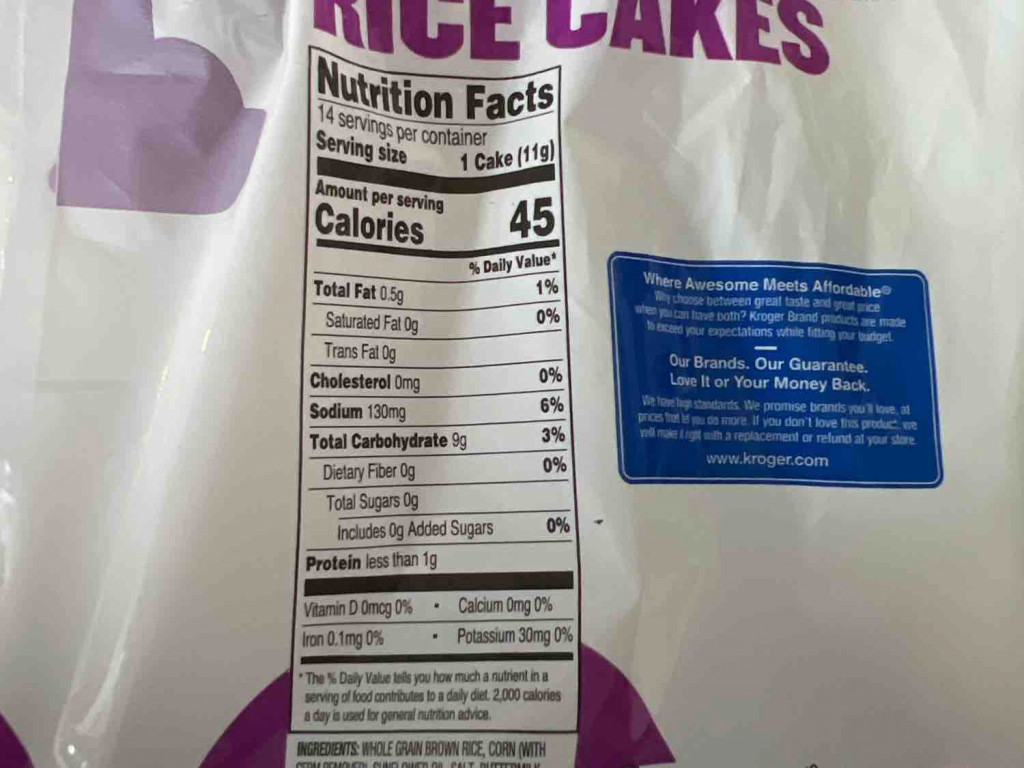 RICE CAKES
Nutrition Facts
14 servings per container
Serving size 1 Cake (11g)
Amount per serving
Calories 45
% Daily Value*
Total Fat 0.5g 1%
Saturated Fat 0g 0%
Trans Fat 0g
Cholesterol 0mg 0%
Sodium 130mg 6%
Total Carbohydrate 9g 3%
Dietary Fiber 0g 0%
Total Sugars 0g
Includes 0g Added Sugars 0%
Protein less than 1g
Vitamin D 0mcg 0% • Calcium 0mg 0%
Iron 0.1mg 0% • Potassium 30mg 0%
* The % Daily Value tells you how much a nutrient in a
serving of food contributes to a daily diet. 2,000 calories
a day is used for general nutrition advice.
INGREDIENTS: WHOLE GRAIN BROWN RICE, CORN (WITH
Where Awesome Meets Affordable®
Why choose between great taste and great price
when you can have both? Kroger Brand products are made
to exceed your expectations while fitting your budget.
Our Brands. Our Guarantee.
Love It or Your Money Back.
We have high standards. We promise brands you'll love, at
prices that let you do more. If you don't love this product, we
will make it right with a replacement or refund at your store.
www.kroger.com